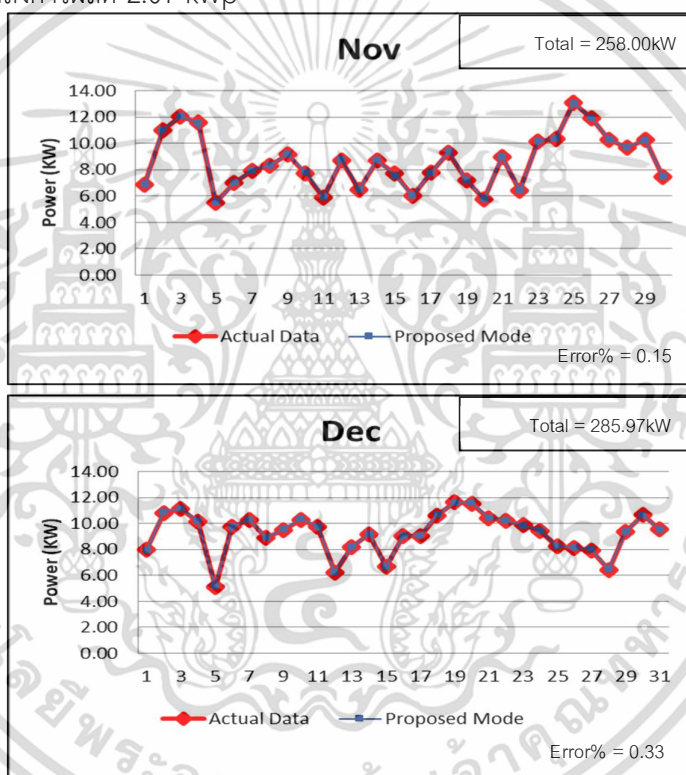 2.07 kWp
Nov
Total = 258.00kW
Power (KW)
14.00
12.00
10.00
8.00
6.00
4.00
2.00
0.00
1 3 5 7 9 11 13 15 17 19 21 23 25 27 29
Actual Data Proposed Mode
Error% = 0.15
Dec
Total = 285.97kW
Power (KW)
14.00
12.00
10.00
8.00
6.00
4.00
2.00
0.00
1 3 5 7 9 11 13 15 17 19 21 23 25 27 29 31
Actual Data Proposed Mode
Error% = 0.33